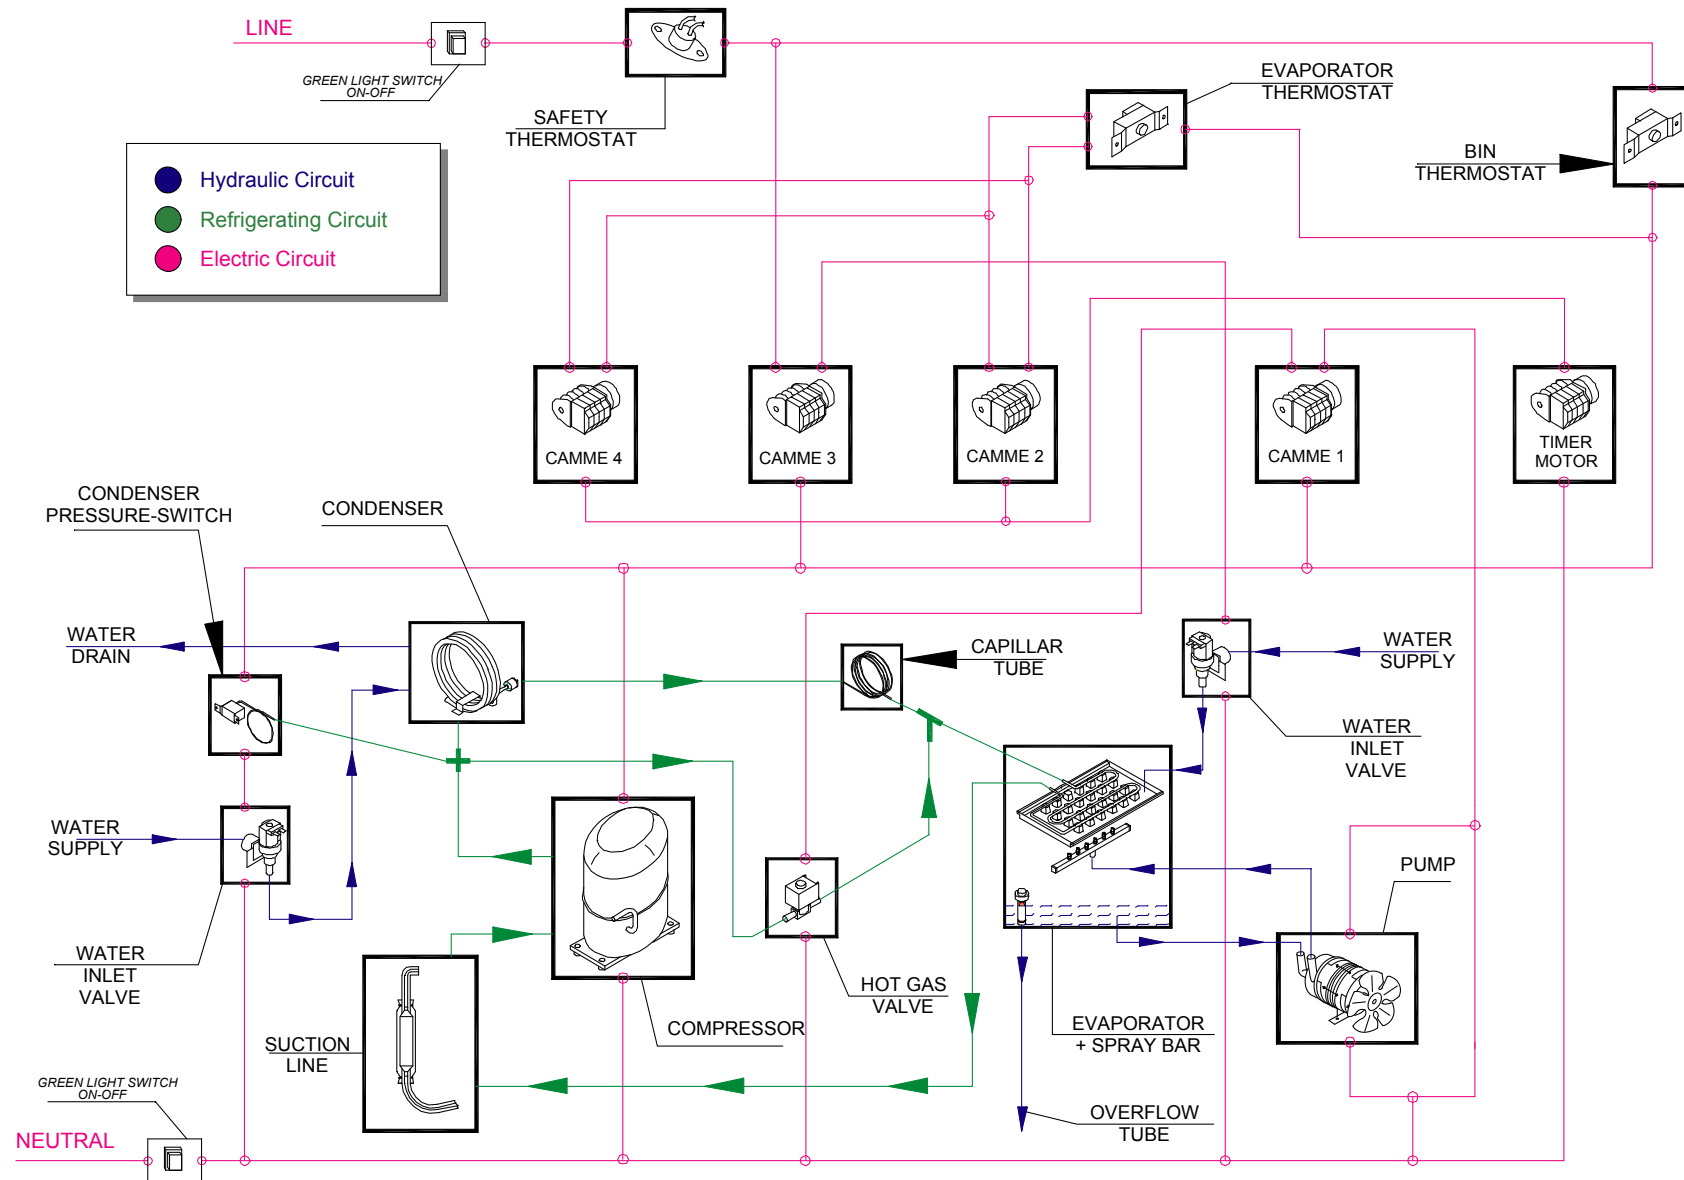 LINE
GREEN LIGHT SWITCH
ON-OFF
SAFETY
THERMOSTAT
EVAPORATOR
THERMOSTAT
BIN
THERMOSTAT
Hydraulic Circuit
Refrigerating Circuit
Electric Circuit
CAMME 4
CAMME 3
CAMME 2
CAMME 1
TIMER
MOTOR
CONDENSER
PRESSURE-SWITCH
CONDENSER
WATER
DRAIN
CAPILLAR
TUBE
WATER
SUPPLY
WATER
INLET
VALVE
WATER
SUPPLY
PUMP
WATER
INLET
VALVE
HOT GAS
VALVE
COMPRESSOR
SUCTION
LINE
EVAPORATOR
+ SPRAY BAR
GREEN LIGHT SWITCH
ON-OFF
OVERFLOW
TUBE
NEUTRAL